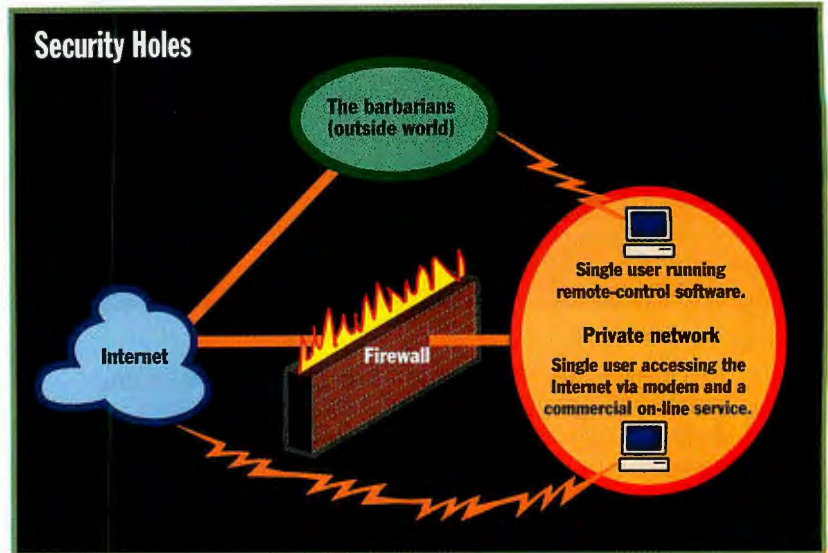 Security Holes
The barbarians
(outside world)
Single user running
remote-control software.
Internet
Firewall
Private network
Single user accessing the
Internet via modem and a
commercial on-line service.